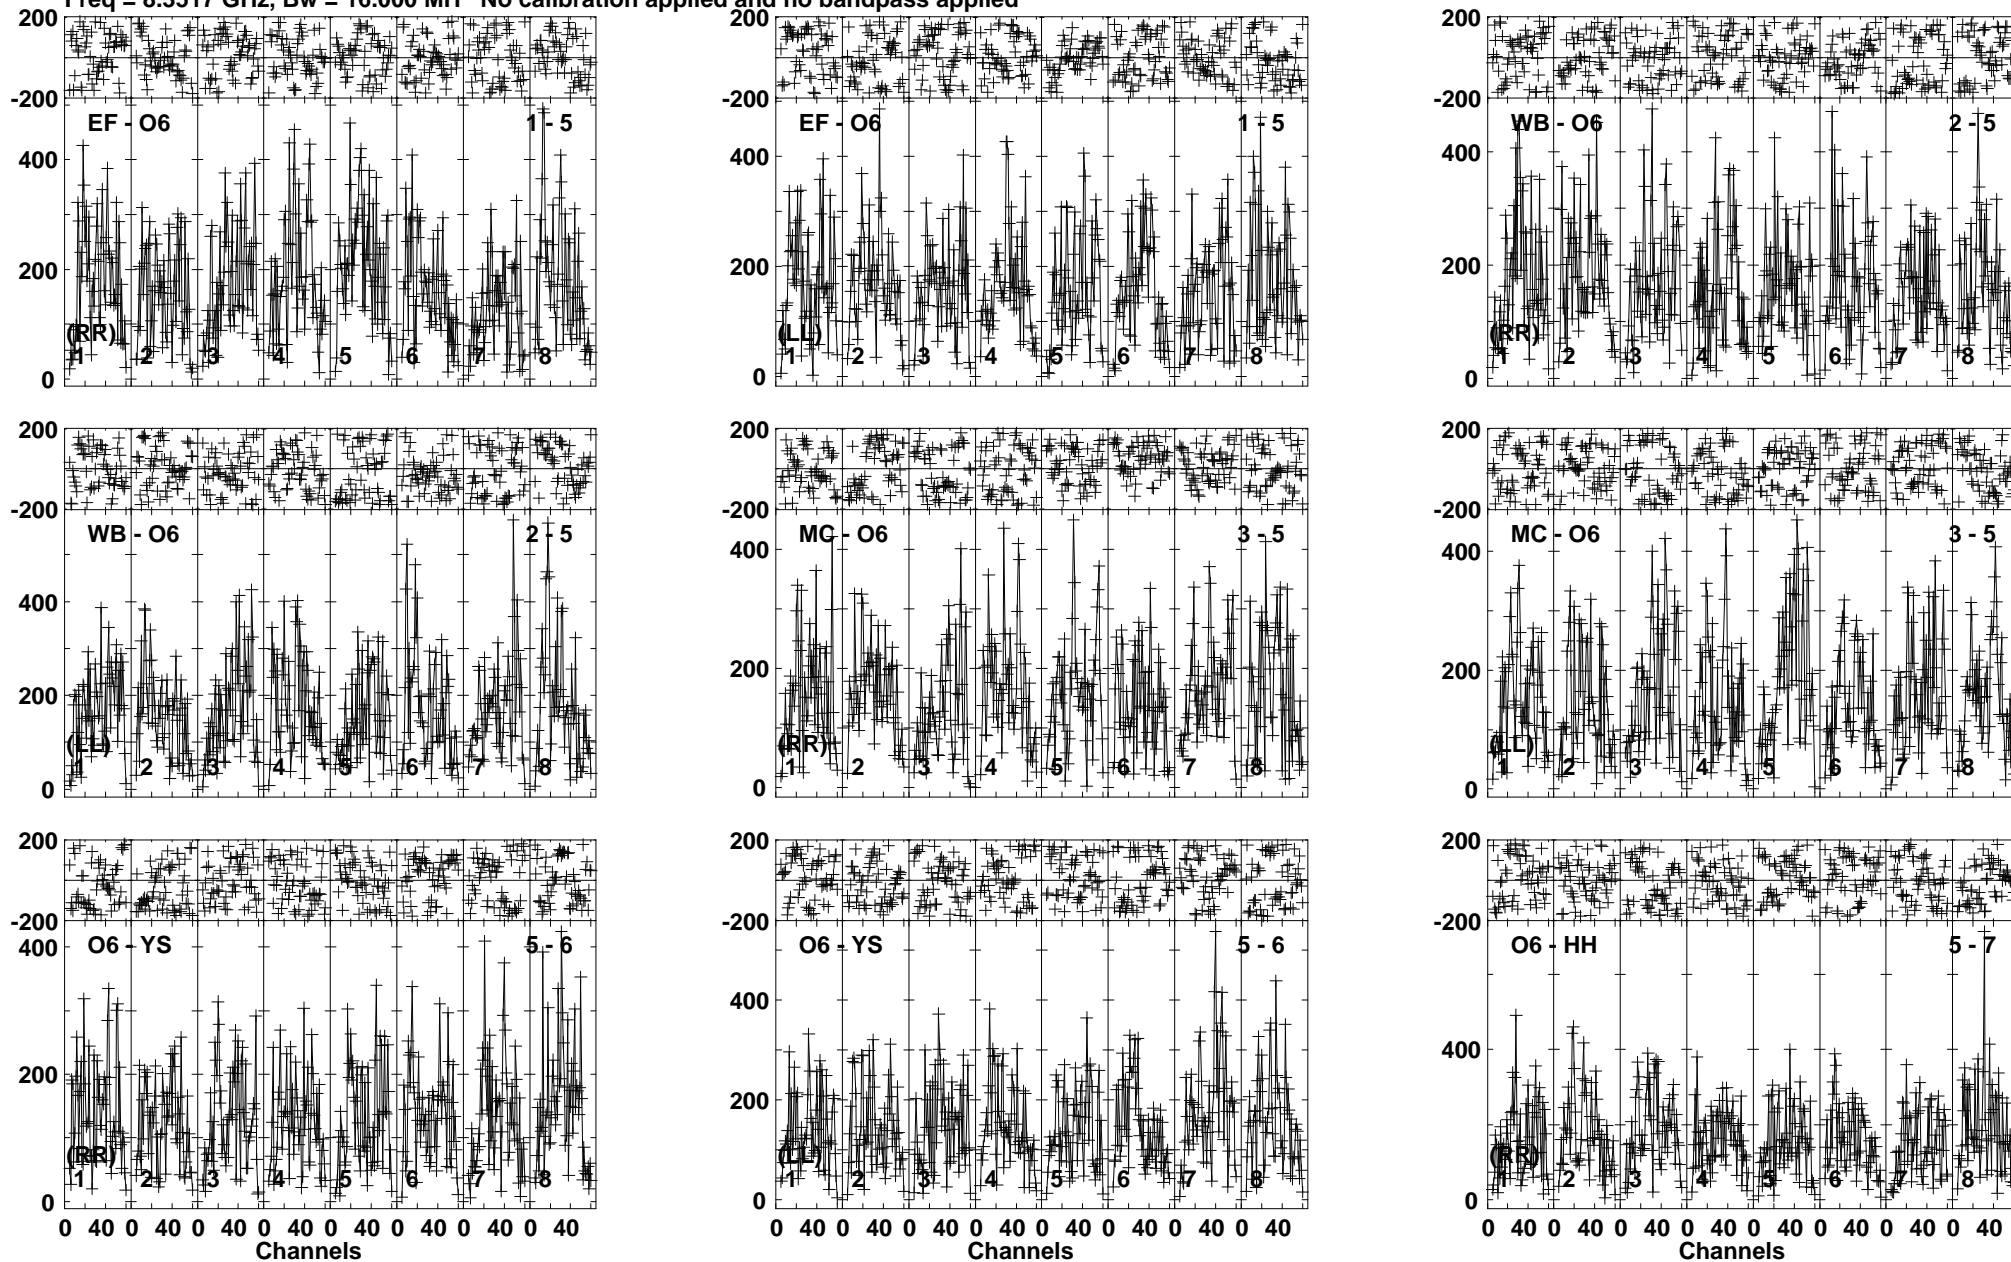 Freq = 8.3517 GHz, Bw = 16.000 MH No calibration applied and no bandpass applied
200 200 200
-200 -200 -200
EF - O6 1 - 5 EF - O6 1 - 5 WB - O6 2 - 5
400 400 400
200 200 200
(RR) (LL) (RR)
1 2 3 4 5 6 7 8 1 2 3 4 5 6 7 8 1 2 3 4 5 6 7 8
0 0 0
200 200 200
-200 -200 -200
WB - O6 2 - 5 MC - O6 3 - 5 MC - O6 3 - 5
400 400 400
200 200 200
(LL) (RR) (LL)
1 2 3 4 5 6 7 8 1 2 3 4 5 6 7 8 1 2 3 4 5 6 7 8
0 0 0
200 200 200
-200 -200 -200
O6 - YS 5 - 6 O6 - YS 5 - 6 O6 - HH 5 - 7
400 400 400
200 200 200
(RR) (LL) (RR)
1 2 3 4 5 6 7 8 1 2 3 4 5 6 7 8 1 2 3 4 5 6 7 8
0 0 0
0 40 0 40 0 40 0 40 0 40 0 40 0 40 0 40 0 40 0 40 0 40 0 40 0 40 0 40 0 40 0 40 0 40 0 40 0 40 0 40 0 40 0 40 0 40 0 40
Channels Channels Channels